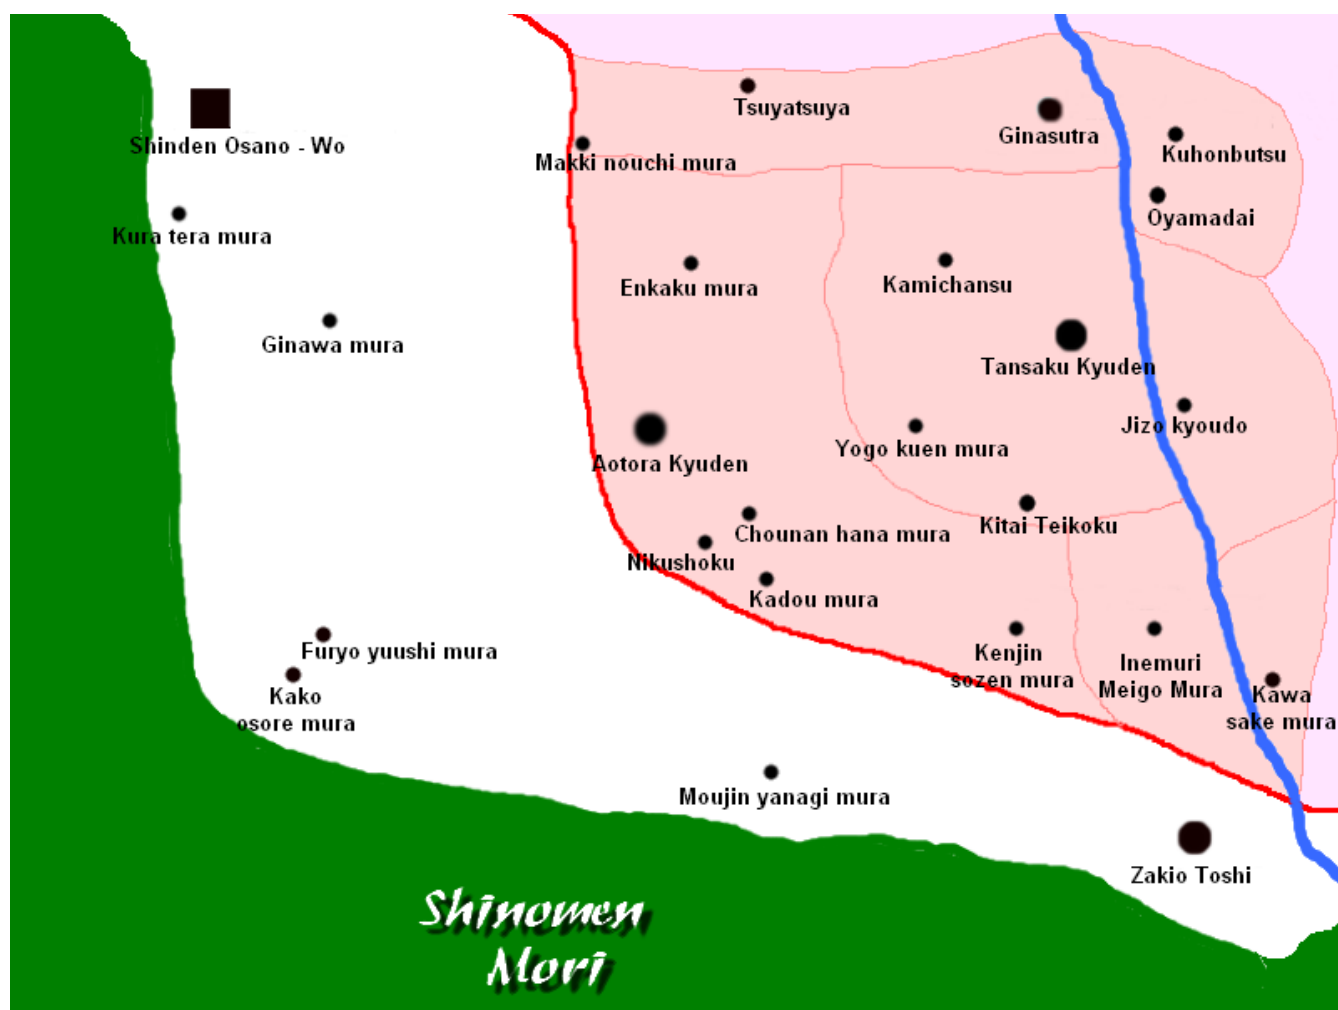 Tsuyatsuya
Ginasutra
Shinden Osano - Wo
Makki nouchi mura
Kuhonbutsu
Oyamadai
Kura tera mura
Enkaku mura
Kamichansu
Ginawa mura
Tansaku Kyuden
Jizo kyoudo
Yogo kuen mura
Aotora Kyuden
Kitai Teikoku
Chounan hana mura
Nikushoku
Kadou mura
Furyo yuushi mura
Kenjin
sozen mura
Inemuri
Meigo Mura
Kako
osore mura
Kawa
sake mura
Moujin yanagi mura
Zakio Toshi
Shinomen
Mori